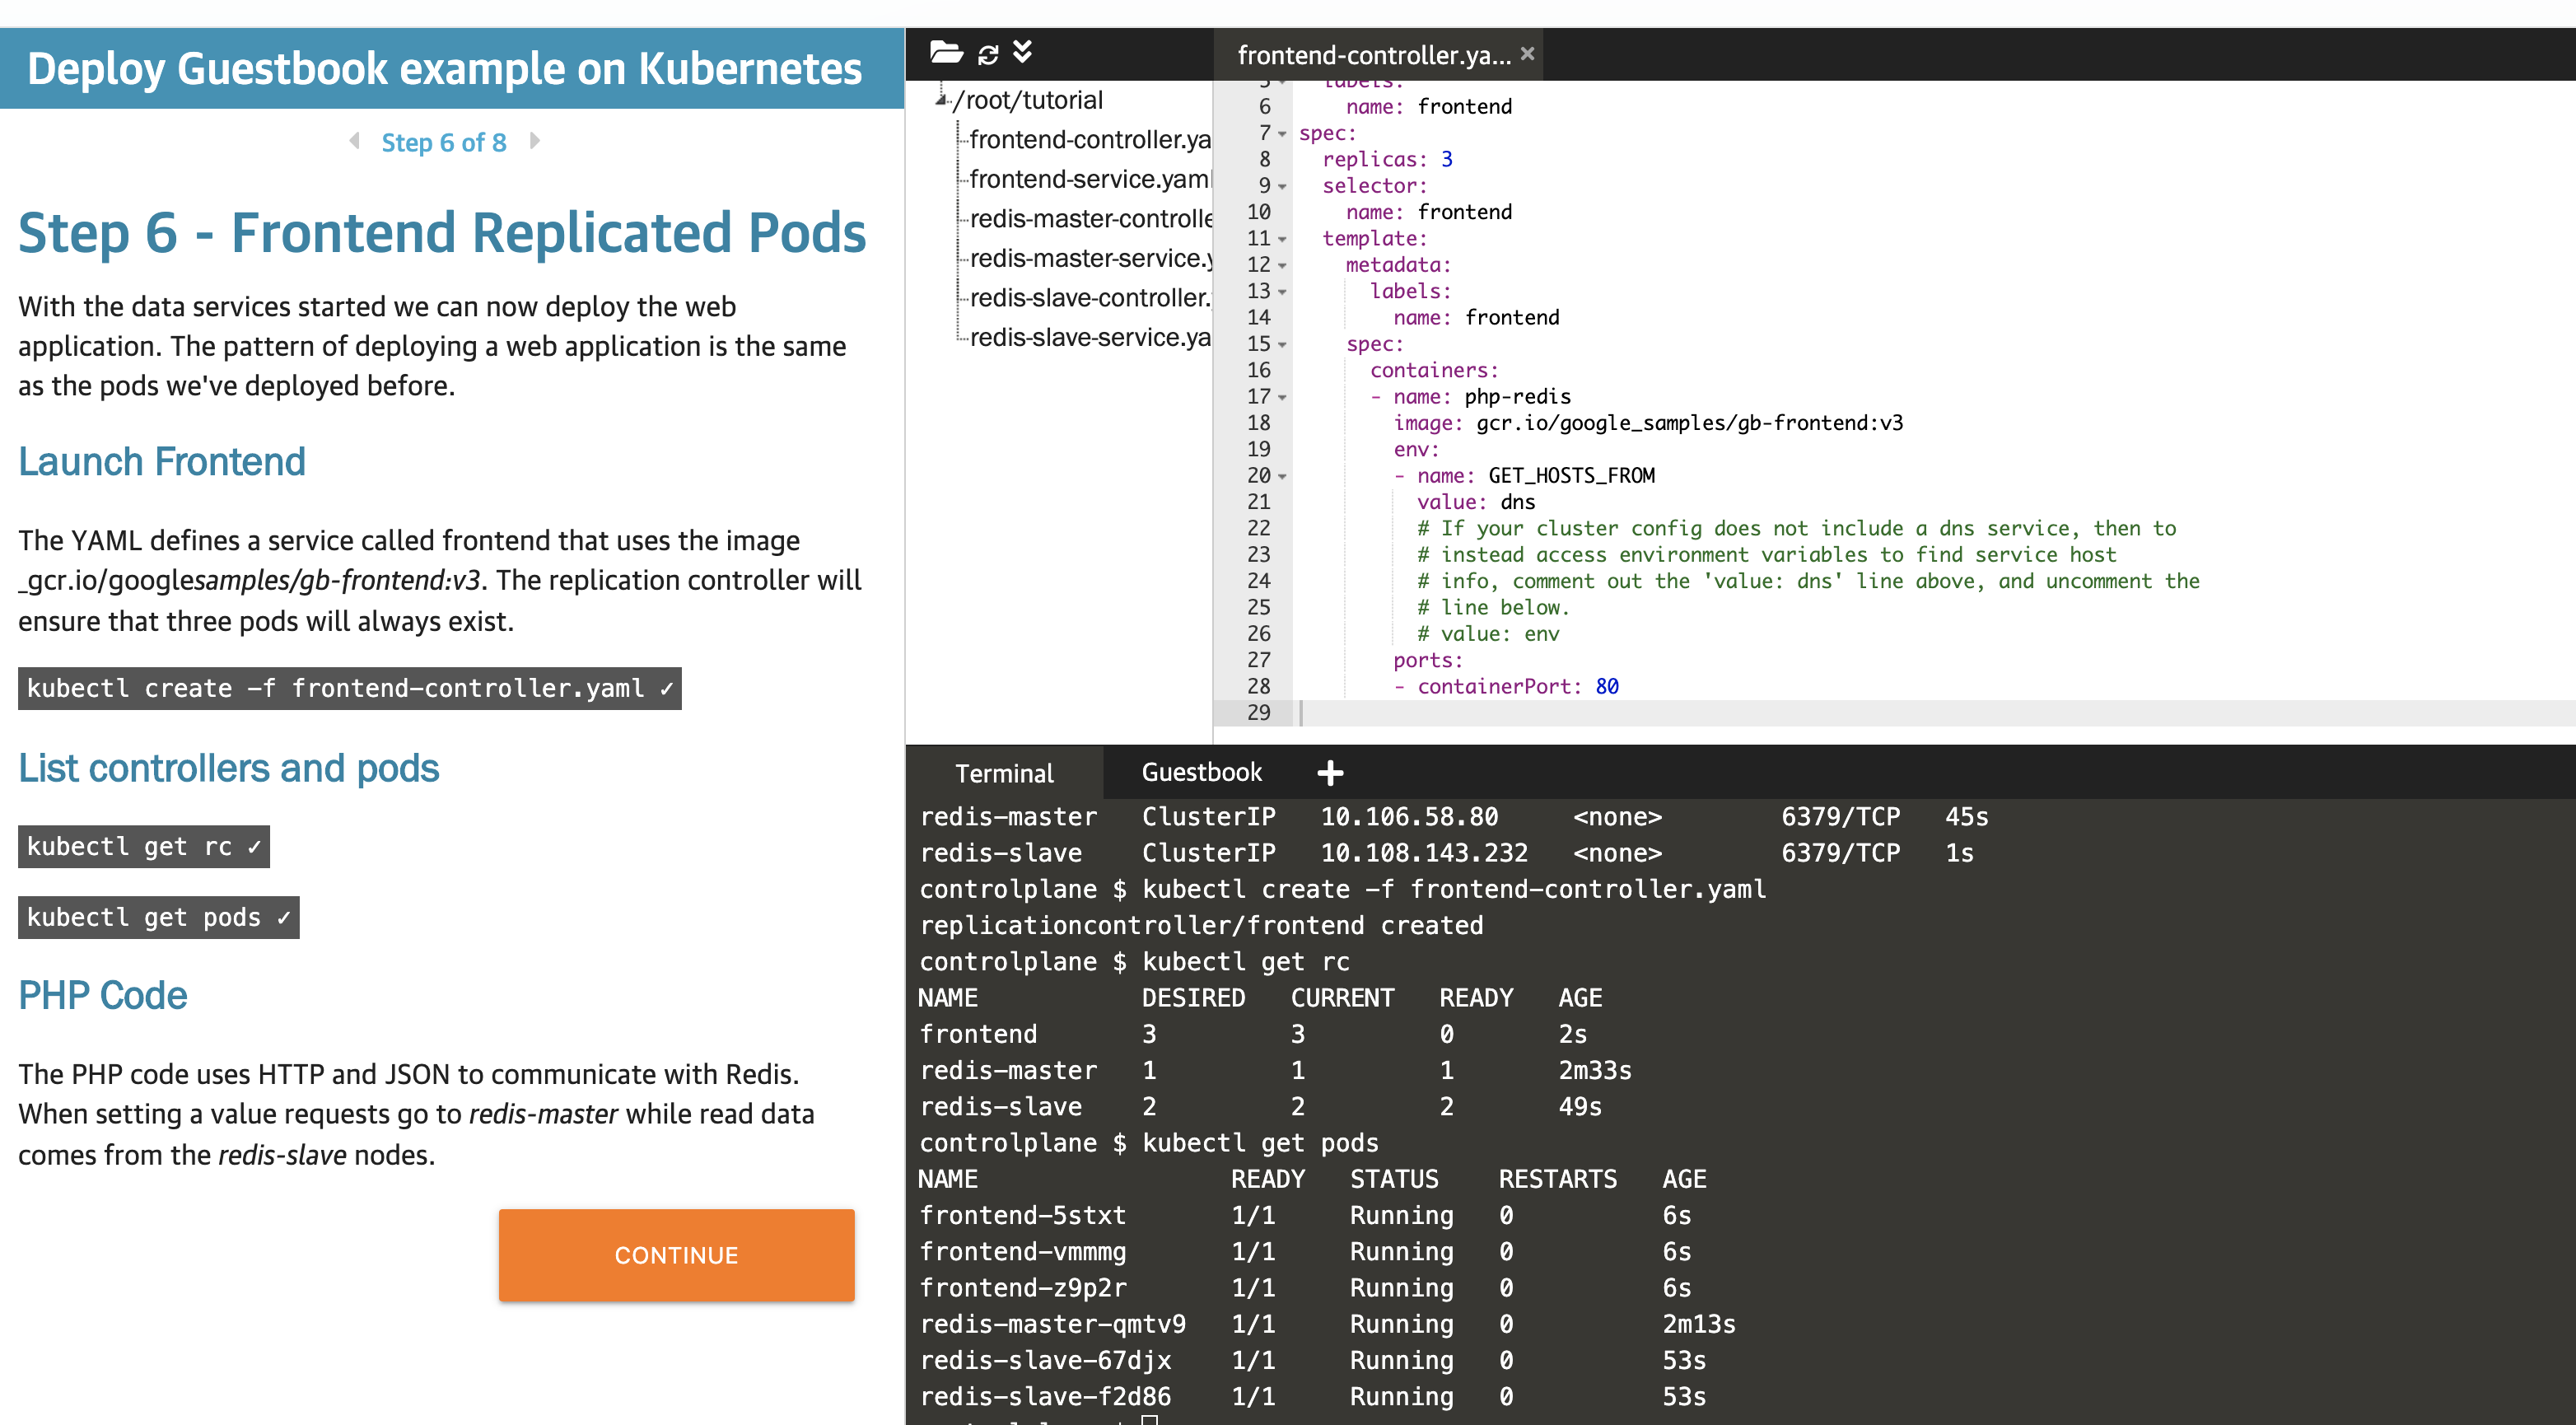 Deploy Guestbook example on Kubernetes
Step 6 of 8
Step 6 - Frontend Replicated Pods
With the data services started we can now deploy the web
application. The pattern of deploying a web application is the same
as the pods we've deployed before.
Launch Frontend
The YAML defines a service called frontend that uses the image
_gcr.io/googlesamples/gb-frontend:v3. The replication controller will
ensure that three pods will always exist.
kubectl create -f frontend-controller.yaml ✓
List controllers and pods
kubectl get rc ✓
kubectl get pods ✓
PHP Code
The PHP code uses HTTP and JSON to communicate with Redis.
When setting a value requests go to redis-master while read data
comes from the redis-slave nodes.
CONTINUE
/root/tutorial
frontend-controller.ya
frontend-service.yaml
redis-master-controlle
redis-master-service.y
redis-slave-controller.
redis-slave-service.ya
frontend-controller.ya... ×
5 labels:
6 name: frontend
7 spec:
8 replicas: 3
9 selector:
10 name: frontend
11 template:
12 metadata:
13 labels:
14 name: frontend
15 spec:
16 containers:
17 - name: php-redis
18 image: gcr.io/google_samples/gb-frontend:v3
19 env:
20 - name: GET_HOSTS_FROM
21 value: dns
22 # If your cluster config does not include a dns service, then to
23 # instead access environment variables to find service host
24 # info, comment out the 'value: dns' line above, and uncomment the
25 # line below.
26 # value: env
27 ports:
28 - containerPort: 80
29
Terminal Guestbook +
redis-master ClusterIP 10.106.58.80 <none> 6379/TCP 45s
redis-slave ClusterIP 10.108.143.232 <none> 6379/TCP 1s
controlplane $ kubectl create -f frontend-controller.yaml
replicationcontroller/frontend created
controlplane $ kubectl get rc
NAME DESIRED CURRENT READY AGE
frontend 3 3 0 2s
redis-master 1 1 1 2m33s
redis-slave 2 2 2 49s
controlplane $ kubectl get pods
NAME READY STATUS RESTARTS AGE
frontend-5stxt 1/1 Running 0 6s
frontend-vmmmg 1/1 Running 0 6s
frontend-z9p2r 1/1 Running 0 6s
redis-master-qmtv9 1/1 Running 0 2m13s
redis-slave-67djx 1/1 Running 0 53s
redis-slave-f2d86 1/1 Running 0 53s